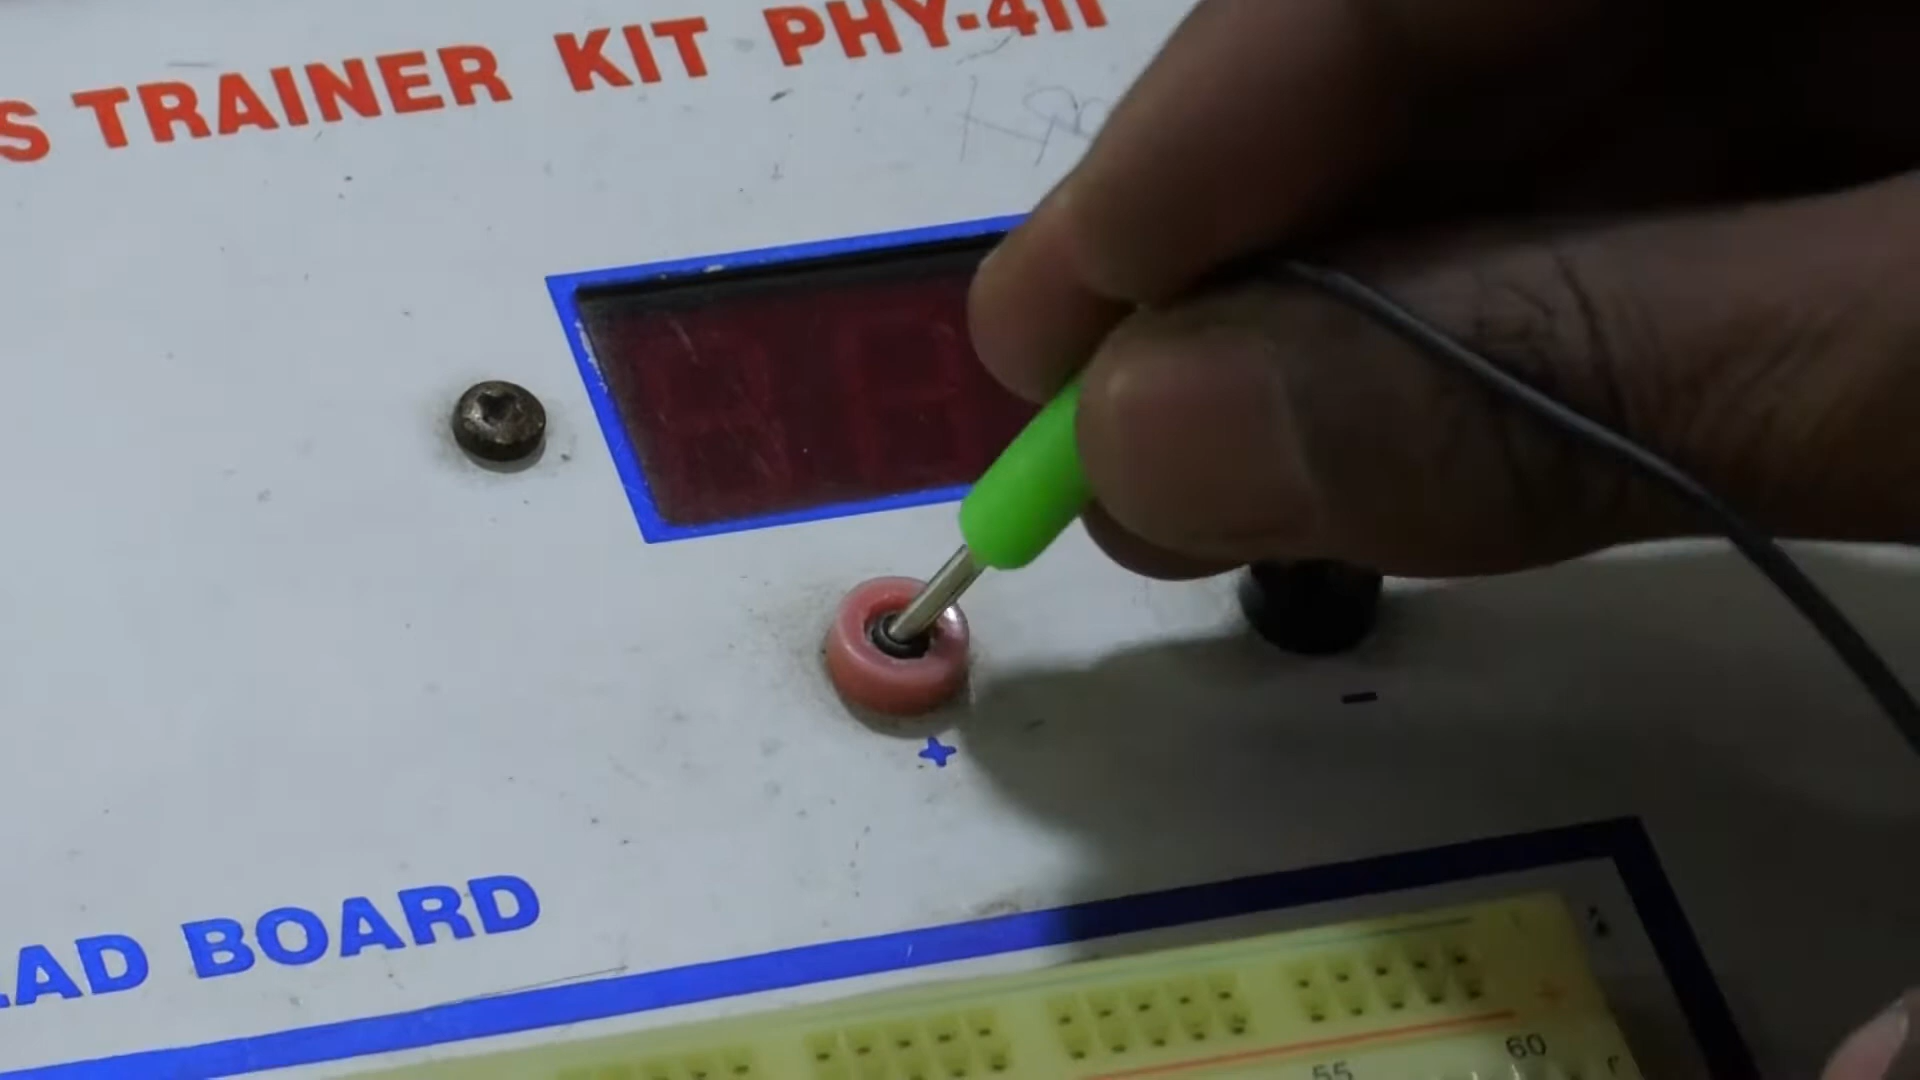 S TRAINER KIT PHY-411
+
-
AD BOARD
+
55
60